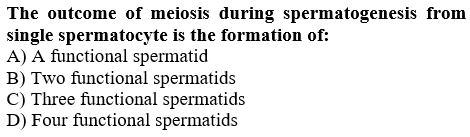 The outcome of meiosis during spermatogenesis from
single spermatocyte is the formation of:
A) A functional spermatid
B) Two functional spermatids
C) Three functional spermatids
D) Four functional spermatids